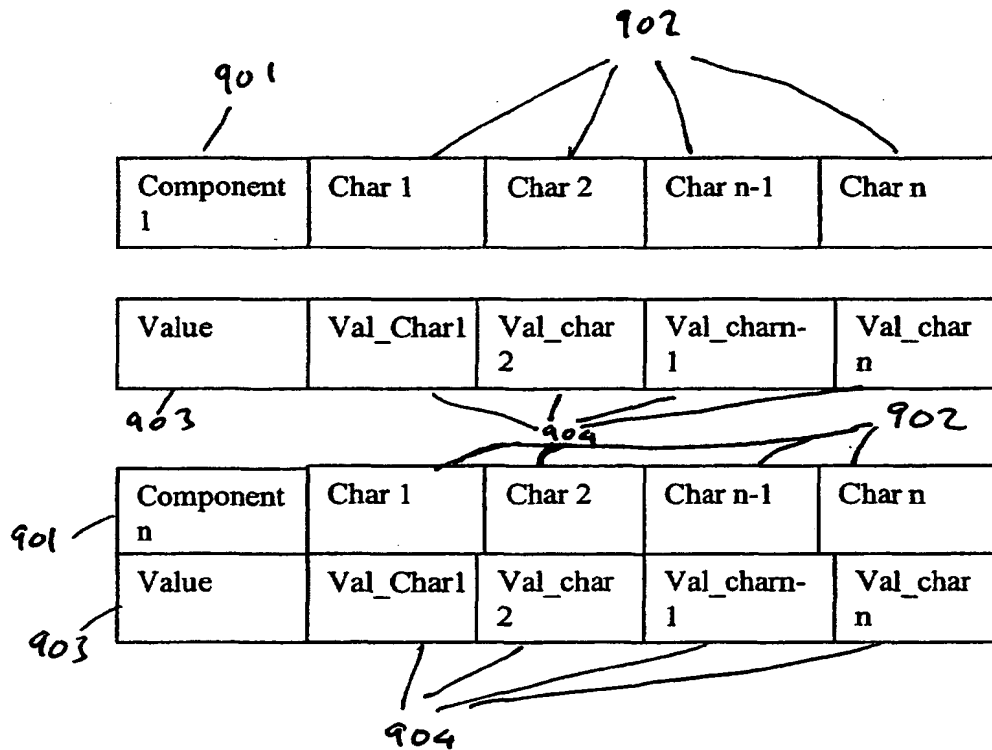 902
901
Component Char 1 Char 2 Char n-1 Char n
1
Value Val_Char1 Val_char Val_charn- Val_char
2 1 n
903
904
902
Component Char 1 Char 2 Char n-1 Char n
n
901
Value Val_Char1 Val_char Val_charn- Val_char
2 1 n
903
904